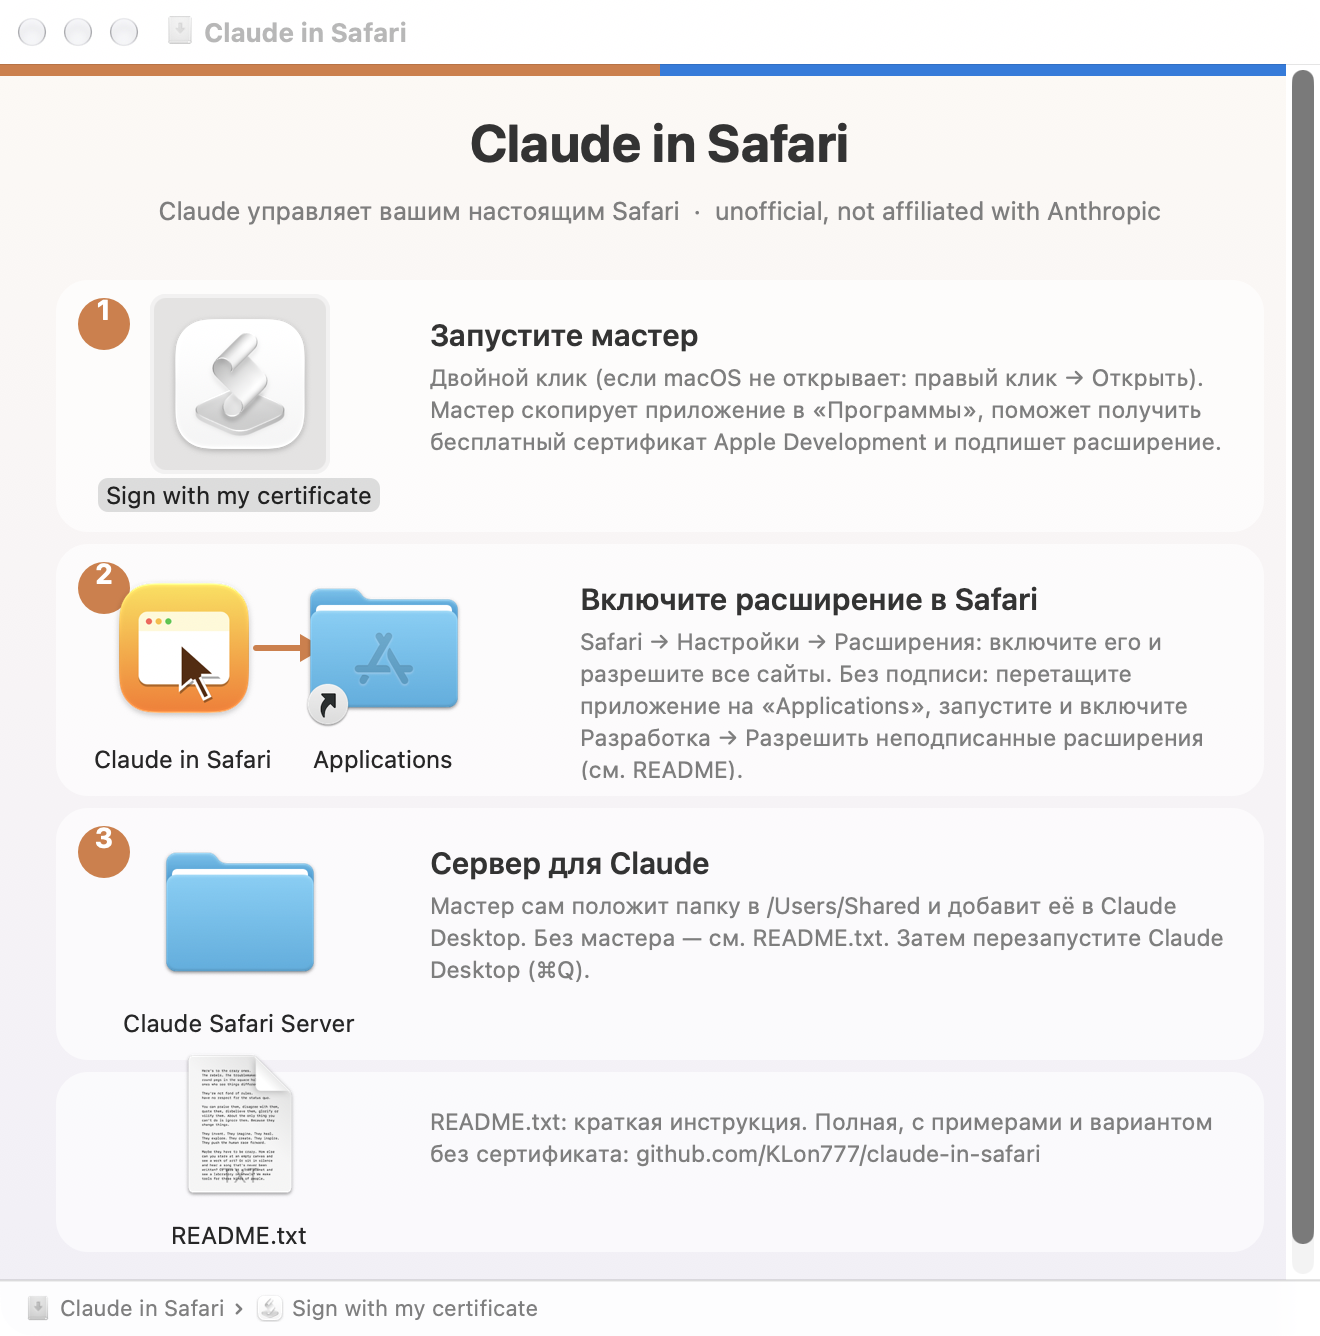 Claude in Safari
Claude in Safari
Claude управляет вашим настоящим Safari · unofficial, not affiliated with Anthropic
1
Запустите мастер
Двойной клик (если macOS не открывает: правый клик → Открыть).
Мастер скопирует приложение в «Программы», поможет получить
бесплатный сертификат Apple Development и подпишет расширение.
Sign with my certificate
2
Включите расширение в Safari
Safari → Настройки → Расширения: включите его и
разрешите все сайты. Без подписи: перетащите
приложение на «Applications», запустите и включите
Разработка → Разрешить неподписанные расширения
(см. README).
Claude in Safari
Applications
3
Сервер для Claude
Мастер сам положит папку в /Users/Shared и добавит её в Claude
Desktop. Без мастера — см. README.txt. Затем перезапустите Claude
Desktop (⌘Q).
Claude Safari Server
README.txt: краткая инструкция. Полная, с примерами и вариантом
без сертификата: github.com/KLon777/claude-in-safari
TXT
README.txt
Claude in Safari › Sign with my certificate